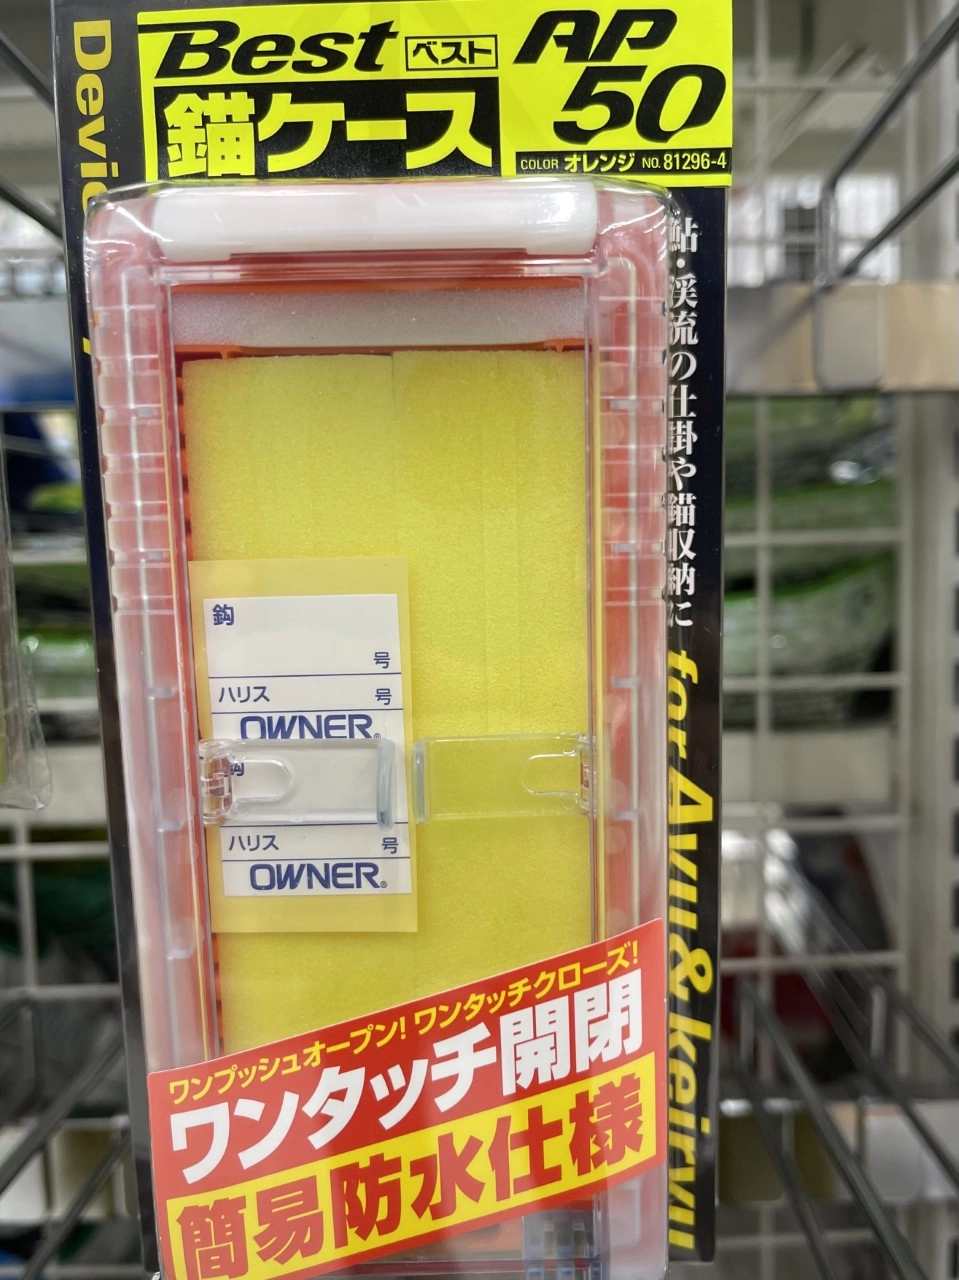 Best ベスト
錨ケース
AP
50
COLOR オレンジ NO. 81296-4
鮎・渓流の仕掛や錨収納に
for Ayu & keiryu
鈎
号
ハリス 号
OWNER®
鈎
ハリス 号
OWNER®
ワンプッシュオープン!ワンタッチクローズ!
ワンタッチ開閉
簡易防水仕様